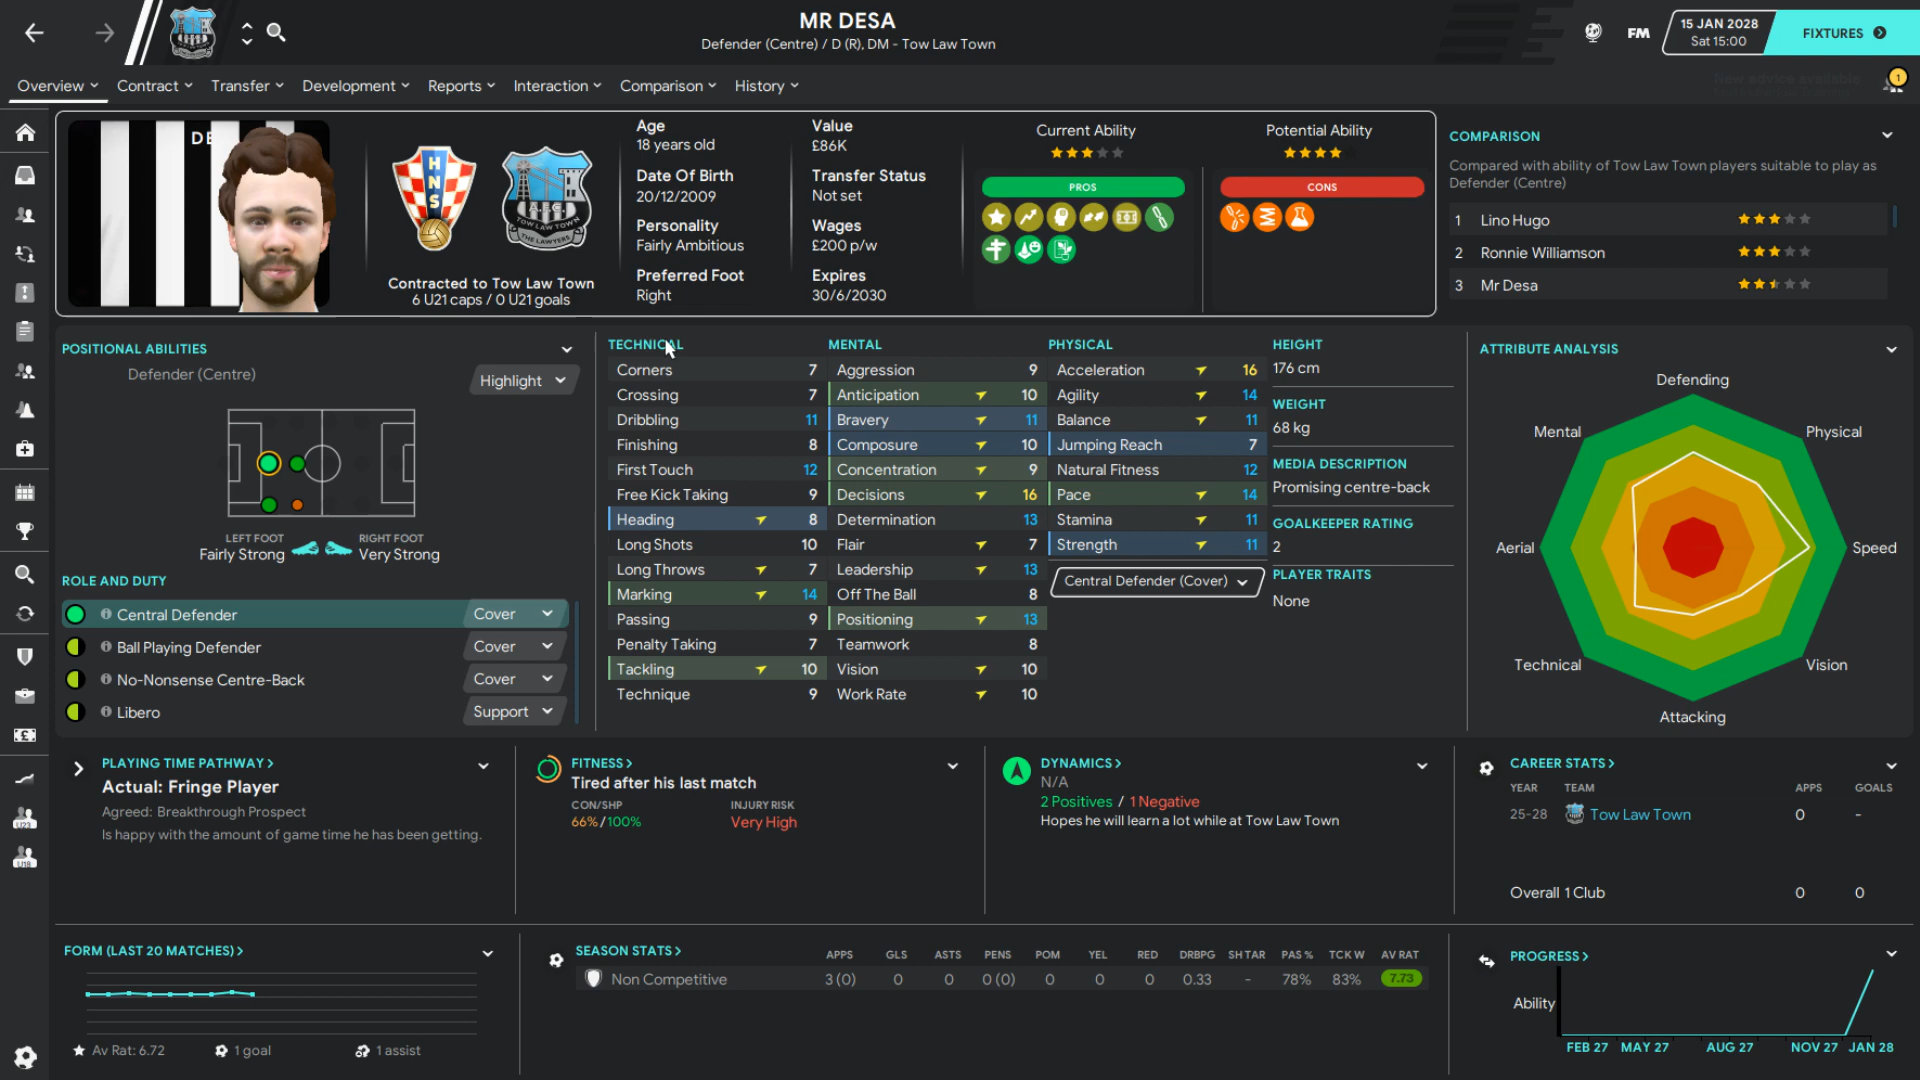 MR DESA
Defender (Centre) / D (R), DM - Tow Law Town
FM
15 JAN 2028
Sat 15:00
FIXTURES
Overview
Contract
Transfer
Development
Reports
Interaction
Comparison
History
1
DE
HNS
Contracted to Tow Law Town
6 U21 caps / 0 U21 goals
Age
18 years old
Date Of Birth
20/12/2009
Personality
Fairly Ambitious
Preferred Foot
Right
Value
£86K
Transfer Status
Not set
Wages
£200 p/w
Expires
30/6/2030
Current Ability
PROS
Potential Ability
CONS
COMPARISON
Compared with ability of Tow Law Town players suitable to play as
Defender (Centre)
1 Lino Hugo
2 Ronnie Williamson
3 Mr Desa
POSITIONAL ABILITIES
Defender (Centre)
Highlight
LEFT FOOT
Fairly Strong
RIGHT FOOT
Very Strong
ROLE AND DUTY
Central Defender Cover
Ball Playing Defender Cover
No-Nonsense Centre-Back Cover
Libero Support
TECHNICAL
Corners 7
Crossing 7
Dribbling 11
Finishing 8
First Touch 12
Free Kick Taking 9
Heading 8
Long Shots 10
Long Throws 7
Marking 14
Passing 9
Penalty Taking 7
Tackling 10
Technique 9
MENTAL
Aggression 9
Anticipation 10
Bravery 11
Composure 10
Concentration 9
Decisions 16
Determination 13
Flair 7
Leadership 13
Off The Ball 8
Positioning 13
Teamwork 8
Vision 10
Work Rate 10
PHYSICAL
Acceleration 16
Agility 14
Balance 11
Jumping Reach 7
Natural Fitness 12
Pace 14
Stamina 11
Strength 11
Central Defender (Cover)
HEIGHT
176 cm
WEIGHT
68 kg
MEDIA DESCRIPTION
Promising centre-back
GOALKEEPER RATING
2
PLAYER TRAITS
None
ATTRIBUTE ANALYSIS
Defending
Mental
Physical
Aerial
Speed
Technical
Vision
Attacking
PLAYING TIME PATHWAY >
Actual: Fringe Player
Agreed: Breakthrough Prospect
Is happy with the amount of game time he has been getting.
FITNESS >
Tired after his last match
CON/SHP
66%/100%
INJURY RISK
Very High
DYNAMICS >
N/A
2 Positives / 1 Negative
Hopes he will learn a lot while at Tow Law Town
CAREER STATS >
YEAR TEAM APPS GOALS
25-28 Tow Law Town 0 -
Overall 1 Club 0 0
U23
U18
FORM (LAST 20 MATCHES) >
Av Rat: 6.72
1 goal
1 assist
SEASON STATS >
APPS GLS ASTS PENS POM YEL RED DRBPG SH TAR PAS % TCK W AV RAT
Non Competitive 3 (0) 0 0 0 (0) 0 0 0 0.33 - 78% 83% 7.73
PROGRESS >
Ability
FEB 27 MAY 27 AUG 27 NOV 27 JAN 28